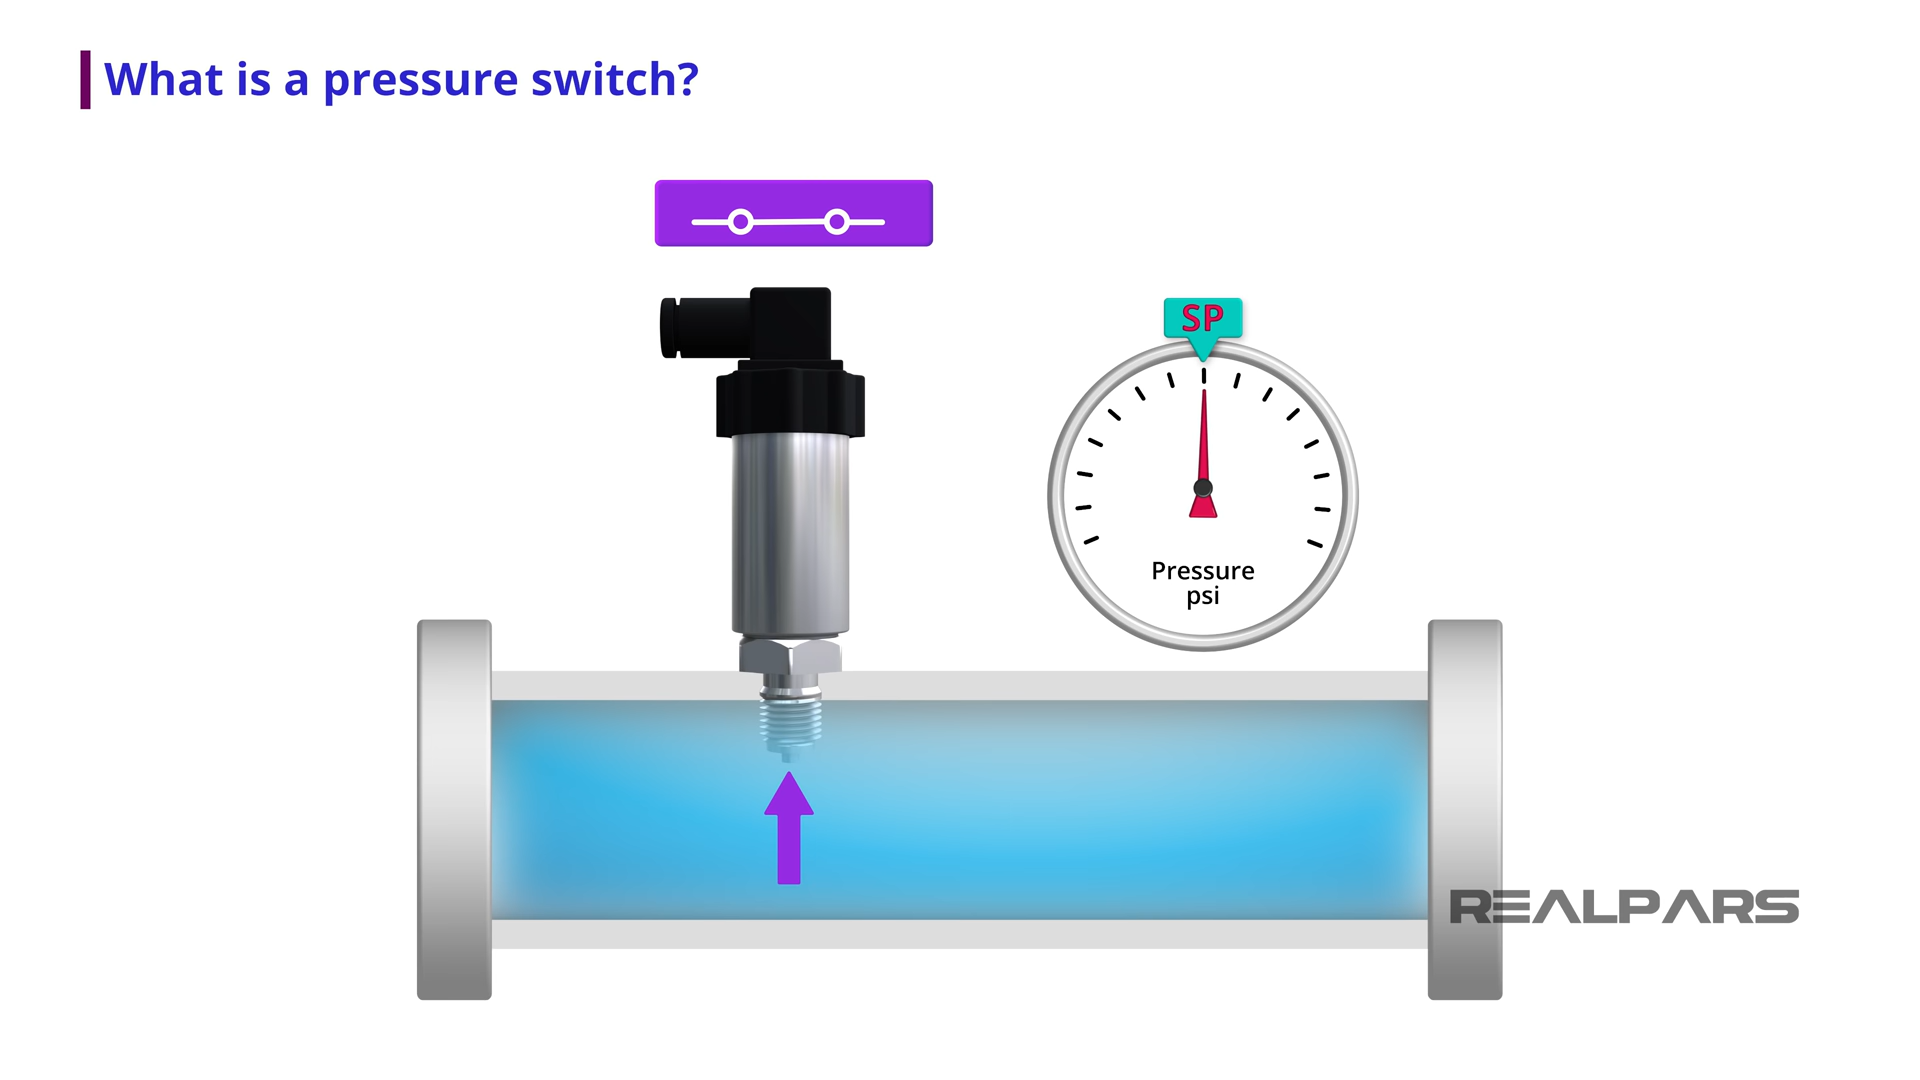 What is a pressure switch?
SP
Pressure
psi
REALPARS